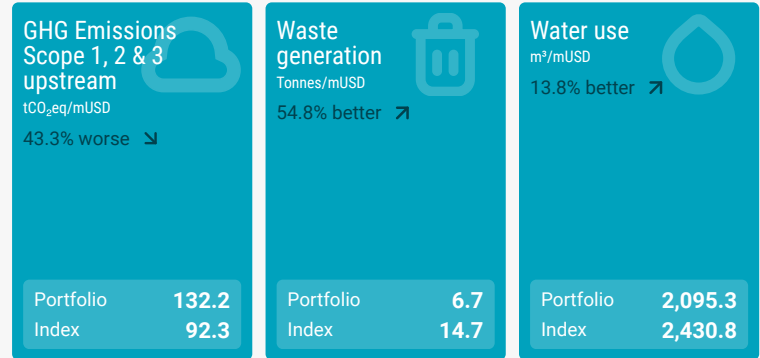 GHG Emissions
Scope 1, 2 & 3
upstream
tCO₂eq/mUSD
43.3% worse
Portfolio 132.2
Index 92.3
Waste
generation
Tonnes/mUSD
54.8% better
Portfolio 6.7
Index 14.7
Water use
m³/mUSD
13.8% better
Portfolio 2,095.3
Index 2,430.8